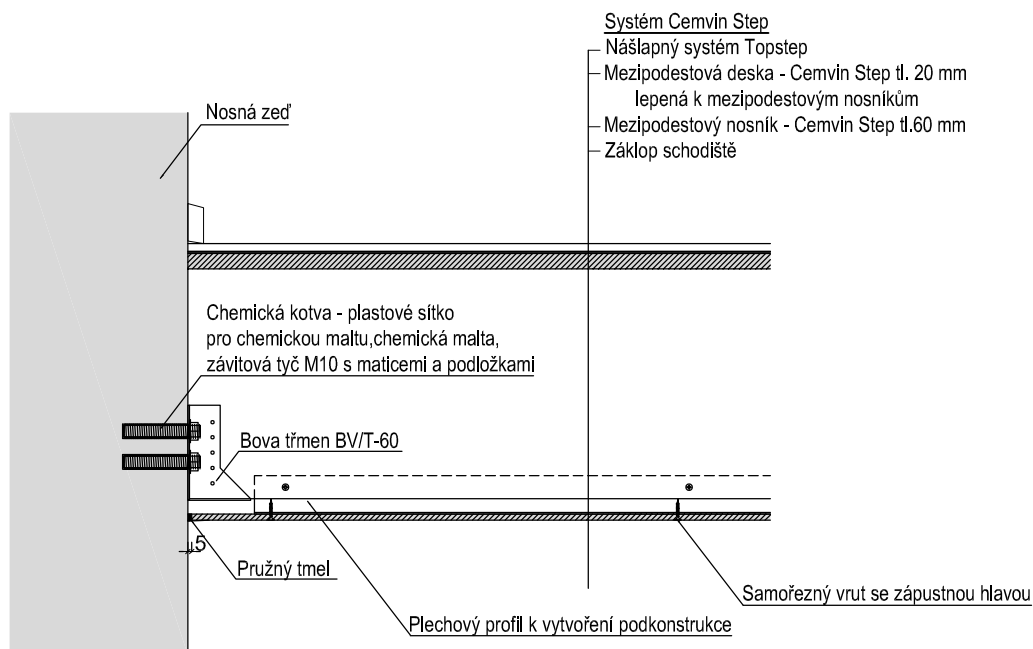 Systém Cemvin Step
Nášlapný systém Topstep
Mezipodestová deska - Cemvin Step tl. 20 mm
lepená k mezipodestovým nosníkům
Mezipodestový nosník - Cemvin Step tl.60 mm
Záklop schodiště
Nosná zeď
Chemická kotva - plastové sítko
pro chemickou maltu,chemická malta,
závitová tyč M10 s maticemi a podložkami
Bova třmen BV/T-60
5
Pružný tmel
Samořezný vrut se zápustnou hlavou
Plechový profil k vytvoření podkonstrukce